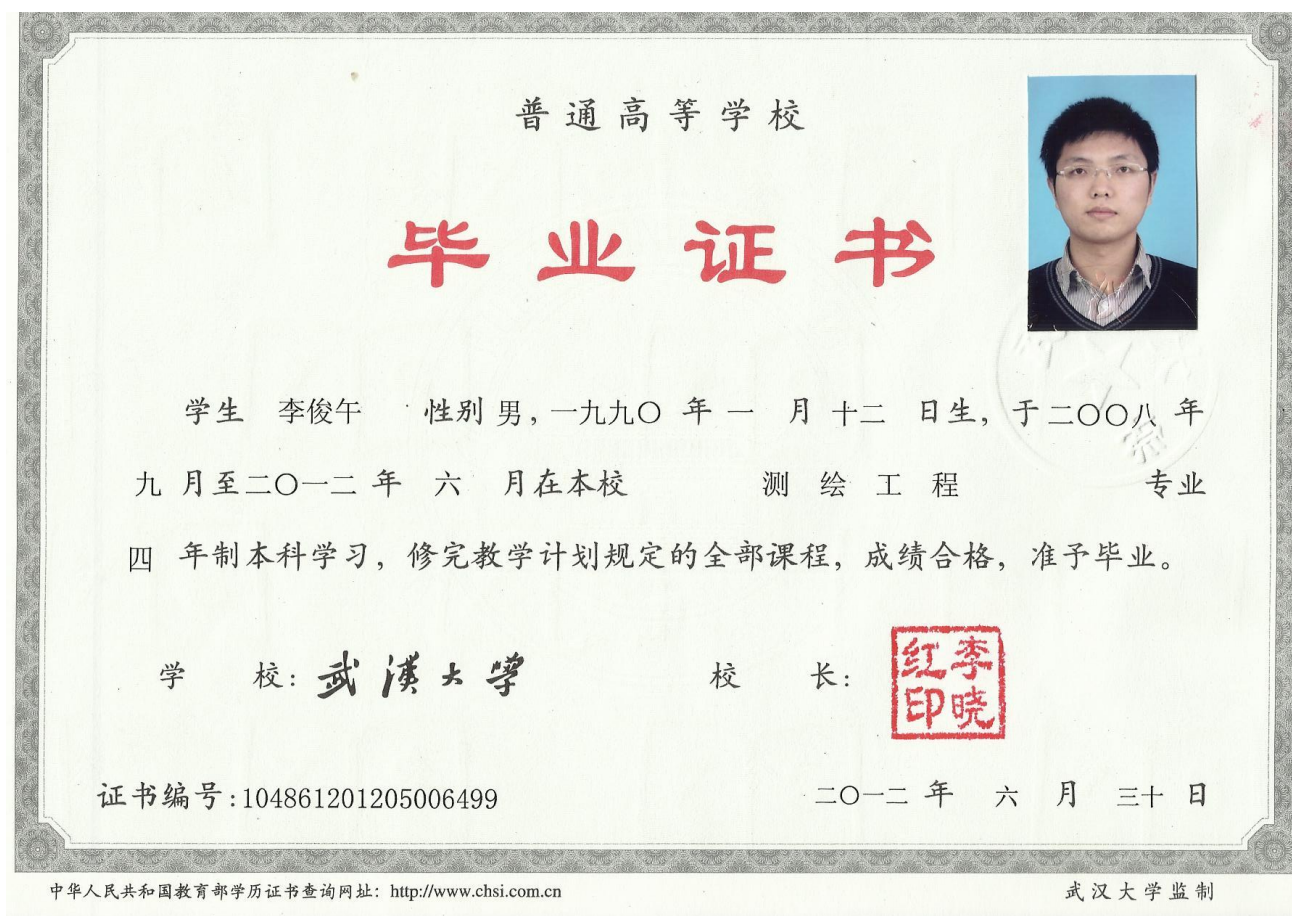 普通高等学校
毕业证书
学生 李俊午 性别 男，一九九〇 年 一 月 十二 日生，于 二〇〇八 年
九 月至 二〇一二 年 六 月在本校 测绘工程 专业
四 年制本科学习，修完教学计划规定的全部课程，成绩合格，准予毕业。
学 校：武漢大學 校 长：李晓红印
证书编号：104861201205006499 二〇一二 年 六 月 三十 日
中华人民共和国教育部学历证书查询网址：http://www.chsi.com.cn 武汉大学监制